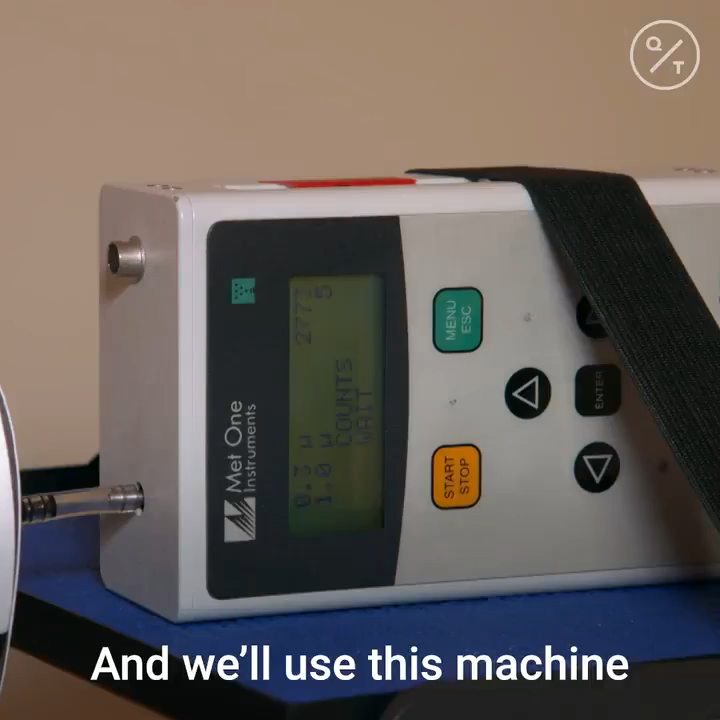 Q
T
MENU
ESC
ENTER
START
STOP
Met One
Instruments
0.3 µ
1.0 µ
COUNTS
WAIT
And we'll use this machine